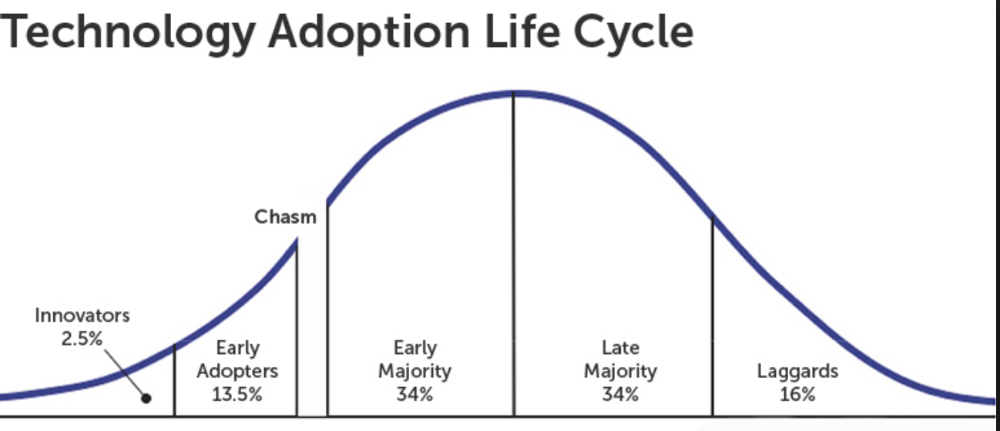 Technology Adoption Life Cycle
Chasm
Innovators
2.5%
Early
Adopters
13.5%
Early
Majority
34%
Late
Majority
34%
Laggards
16%